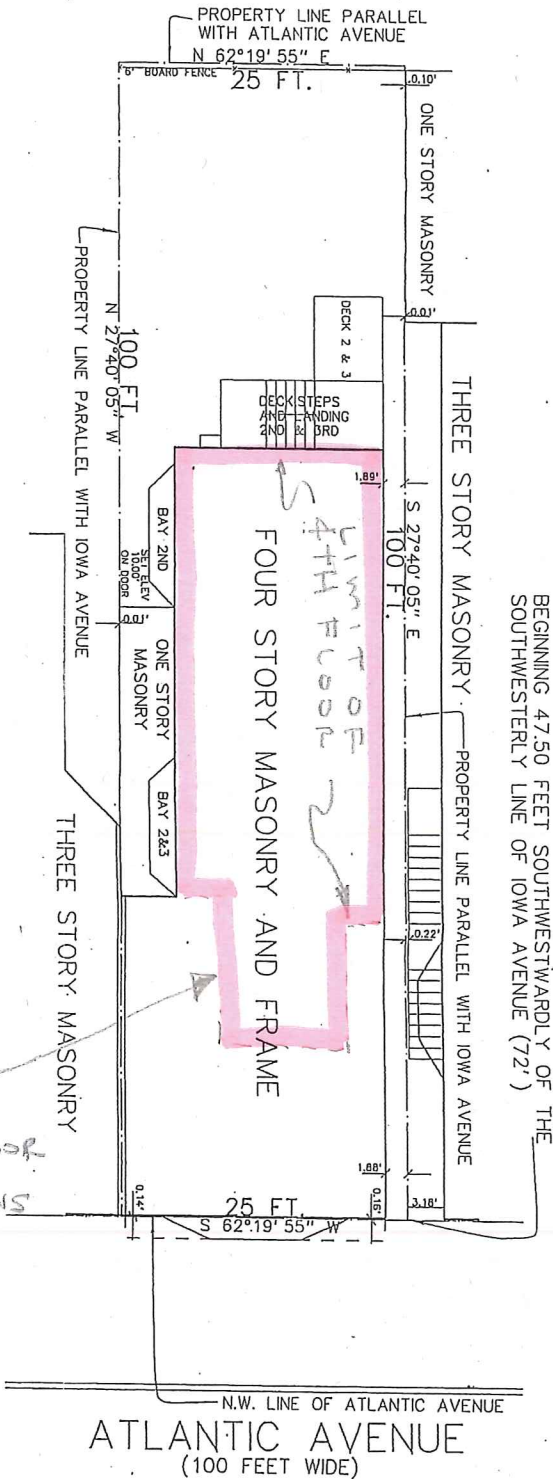 PROPERTY LINE PARALLEL
WITH ATLANTIC AVENUE
N 62°19'55" E
6' BOARD FENCE
25 FT.
0.10'
ONE STORY MASONRY
0.01'
PROPERTY LINE PARALLEL WITH IOWA AVENUE
100 FT.
N 27°40'05" W
DECK 2 & 3
DECK STEPS
AND LANDING
2ND & 3RD
THREE STORY MASONRY
BEGINNING 47.50 FEET SOUTHWESTWARDLY OF THE
SOUTHWESTERLY LINE OF IOWA AVENUE (72')
1.89'
S 27°40'05" E
100 FT.
BAY 2ND
SET ELEV
10.00'
ON DOOR
0.01'
ONE STORY
MASONRY
BAY 2&3
LIMIT OF
4TH FLOOR
FOUR STORY MASONRY AND FRAME
PROPERTY LINE PARALLEL WITH IOWA AVENUE
0.22'
THREE STORY MASONRY
1.88'
0.14'
25 FT
0.16'
3.18'
S 62°19'55" W
N.W. LINE OF ATLANTIC AVENUE
ATLANTIC AVENUE
(100 FEET WIDE)